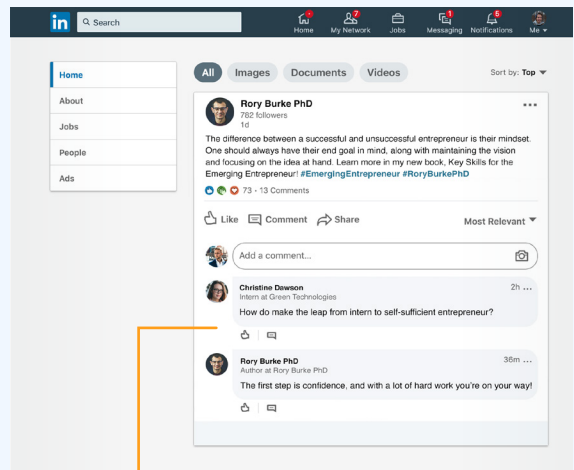 in Search
7 1 5
Home My Network Jobs Messaging Notifications Me
Home
About
Jobs
People
Ads
All Images Documents Videos Sort by: Top
Rory Burke PhD
782 followers
1d
The difference between a successful and unsuccessful entrepreneur is their mindset.
One should always have their end goal in mind, along with maintaining the vision
and focusing on the idea at hand. Learn more in my new book, Key Skills for the
Emerging Entrepreneur! #EmergingEntrepreneur #RoryBurkePhD
73 · 13 Comments
Like Comment Share Most Relevant
Add a comment...
Christine Dawson 2h ...
Intern at Green Technologies
How do make the leap from intern to self-sufficient entrepreneur?
Rory Burke PhD 36m ...
Author at Rory Burke PhD
The first step is confidence, and with a lot of hard work you're on your way!